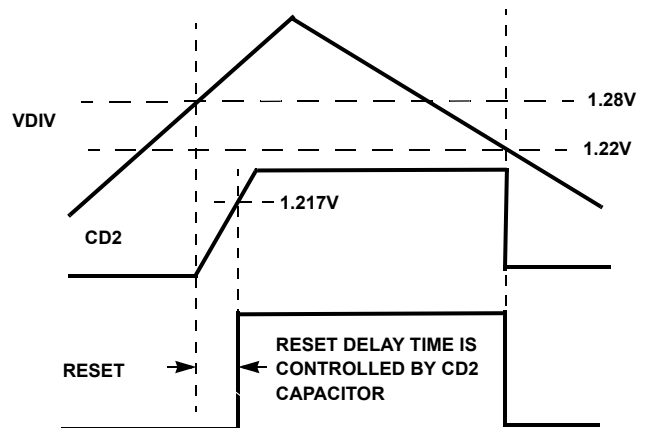 1.28V
VDIV
1.22V
1.217V
CD2
RESET
RESET DELAY TIME IS
CONTROLLED BY CD2
CAPACITOR